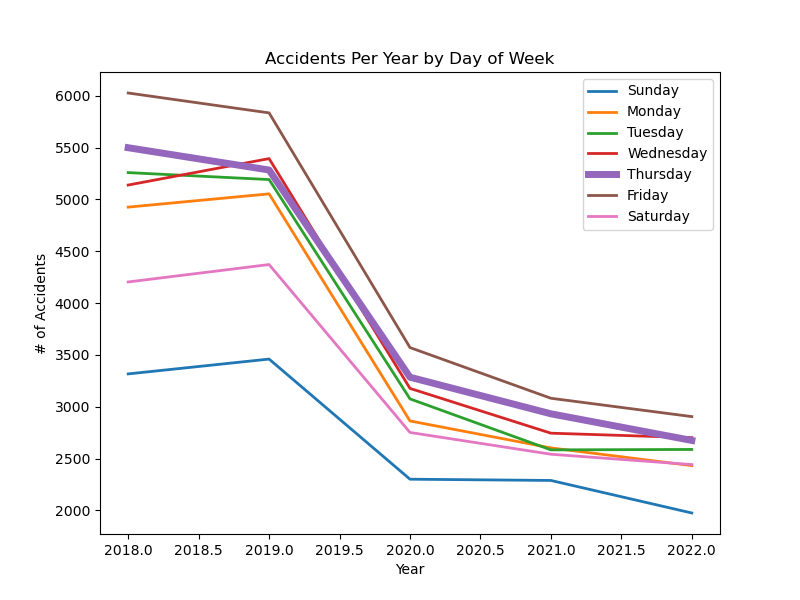 Accidents Per Year by Day of Week
# of Accidents
6000
5500
5000
4500
4000
3500
3000
2500
2000
Sunday
Monday
Tuesday
Wednesday
Thursday
Friday
Saturday
2018.0 2018.5 2019.0 2019.5 2020.0 2020.5 2021.0 2021.5 2022.0
Year